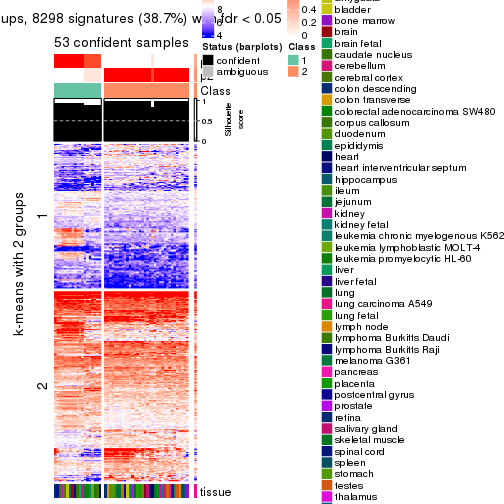 ups, 8298 signatures (38.7%) with fdr < 0.05
53 confident samples
8
6
0.4
0.2
0
Status (barplots)
confident
ambiguous
Class
1
2
Class
1
0.5
0
Silhouette
score
k-means with 2 groups
1
2
tissue
bladder
bone marrow
brain
brain fetal
caudate nucleus
cerebellum
cerebral cortex
colon descending
colon transverse
colorectal adenocarcinoma SW480
corpus callosum
duodenum
epididymis
heart
heart interventricular septum
hippocampus
ileum
jejunum
kidney
kidney fetal
leukemia chronic myelogenous K562
leukemia lymphoblastic MOLT-4
leukemia promyelocytic HL-60
liver
liver fetal
lung
lung carcinoma A549
lung fetal
lymph node
lymphoma Burkitts Daudi
lymphoma Burkitts Raji
melanoma G361
pancreas
placenta
postcentral gyrus
prostate
retina
salivary gland
skeletal muscle
spinal cord
spleen
stomach
testes
thalamus